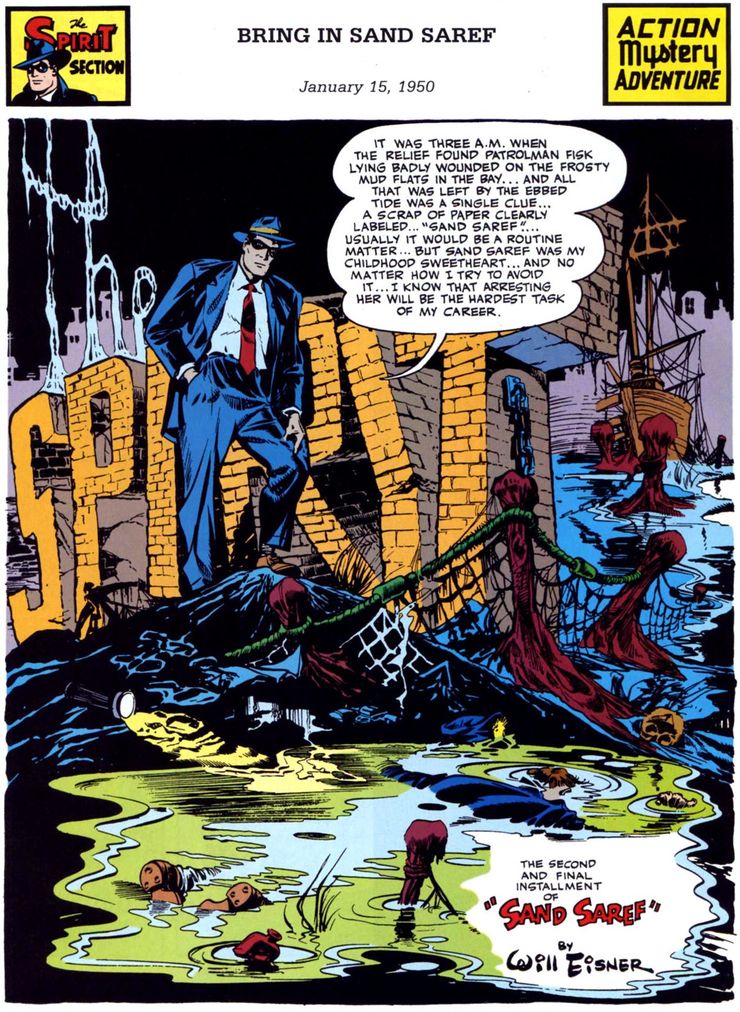 The
SPIRIT
SECTION
BRING IN SAND SAREF
January 15, 1950
ACTION
Mystery
ADVENTURE
IT WAS THREE A.M. WHEN
THE RELIEF FOUND PATROLMAN FISK
LYING BADLY WOUNDED ON THE FROSTY
MUD FLATS IN THE BAY... AND ALL
THAT WAS LEFT BY THE EBBED
TIDE WAS A SINGLE CLUE...
A SCRAP OF PAPER CLEARLY
LABELED... "SAND SAREF"...
USUALLY IT WOULD BE A ROUTINE
MATTER... BUT SAND SAREF WAS MY
CHILDHOOD SWEETHEART... AND NO
MATTER HOW I TRY TO AVOID
IT... I KNOW THAT ARRESTING
HER WILL BE THE HARDEST TASK
OF MY CAREER.
The
SPIRIT
THE SECOND
AND FINAL
INSTALLMENT
OF
"SAND SAREF"
BY
Will EISNER